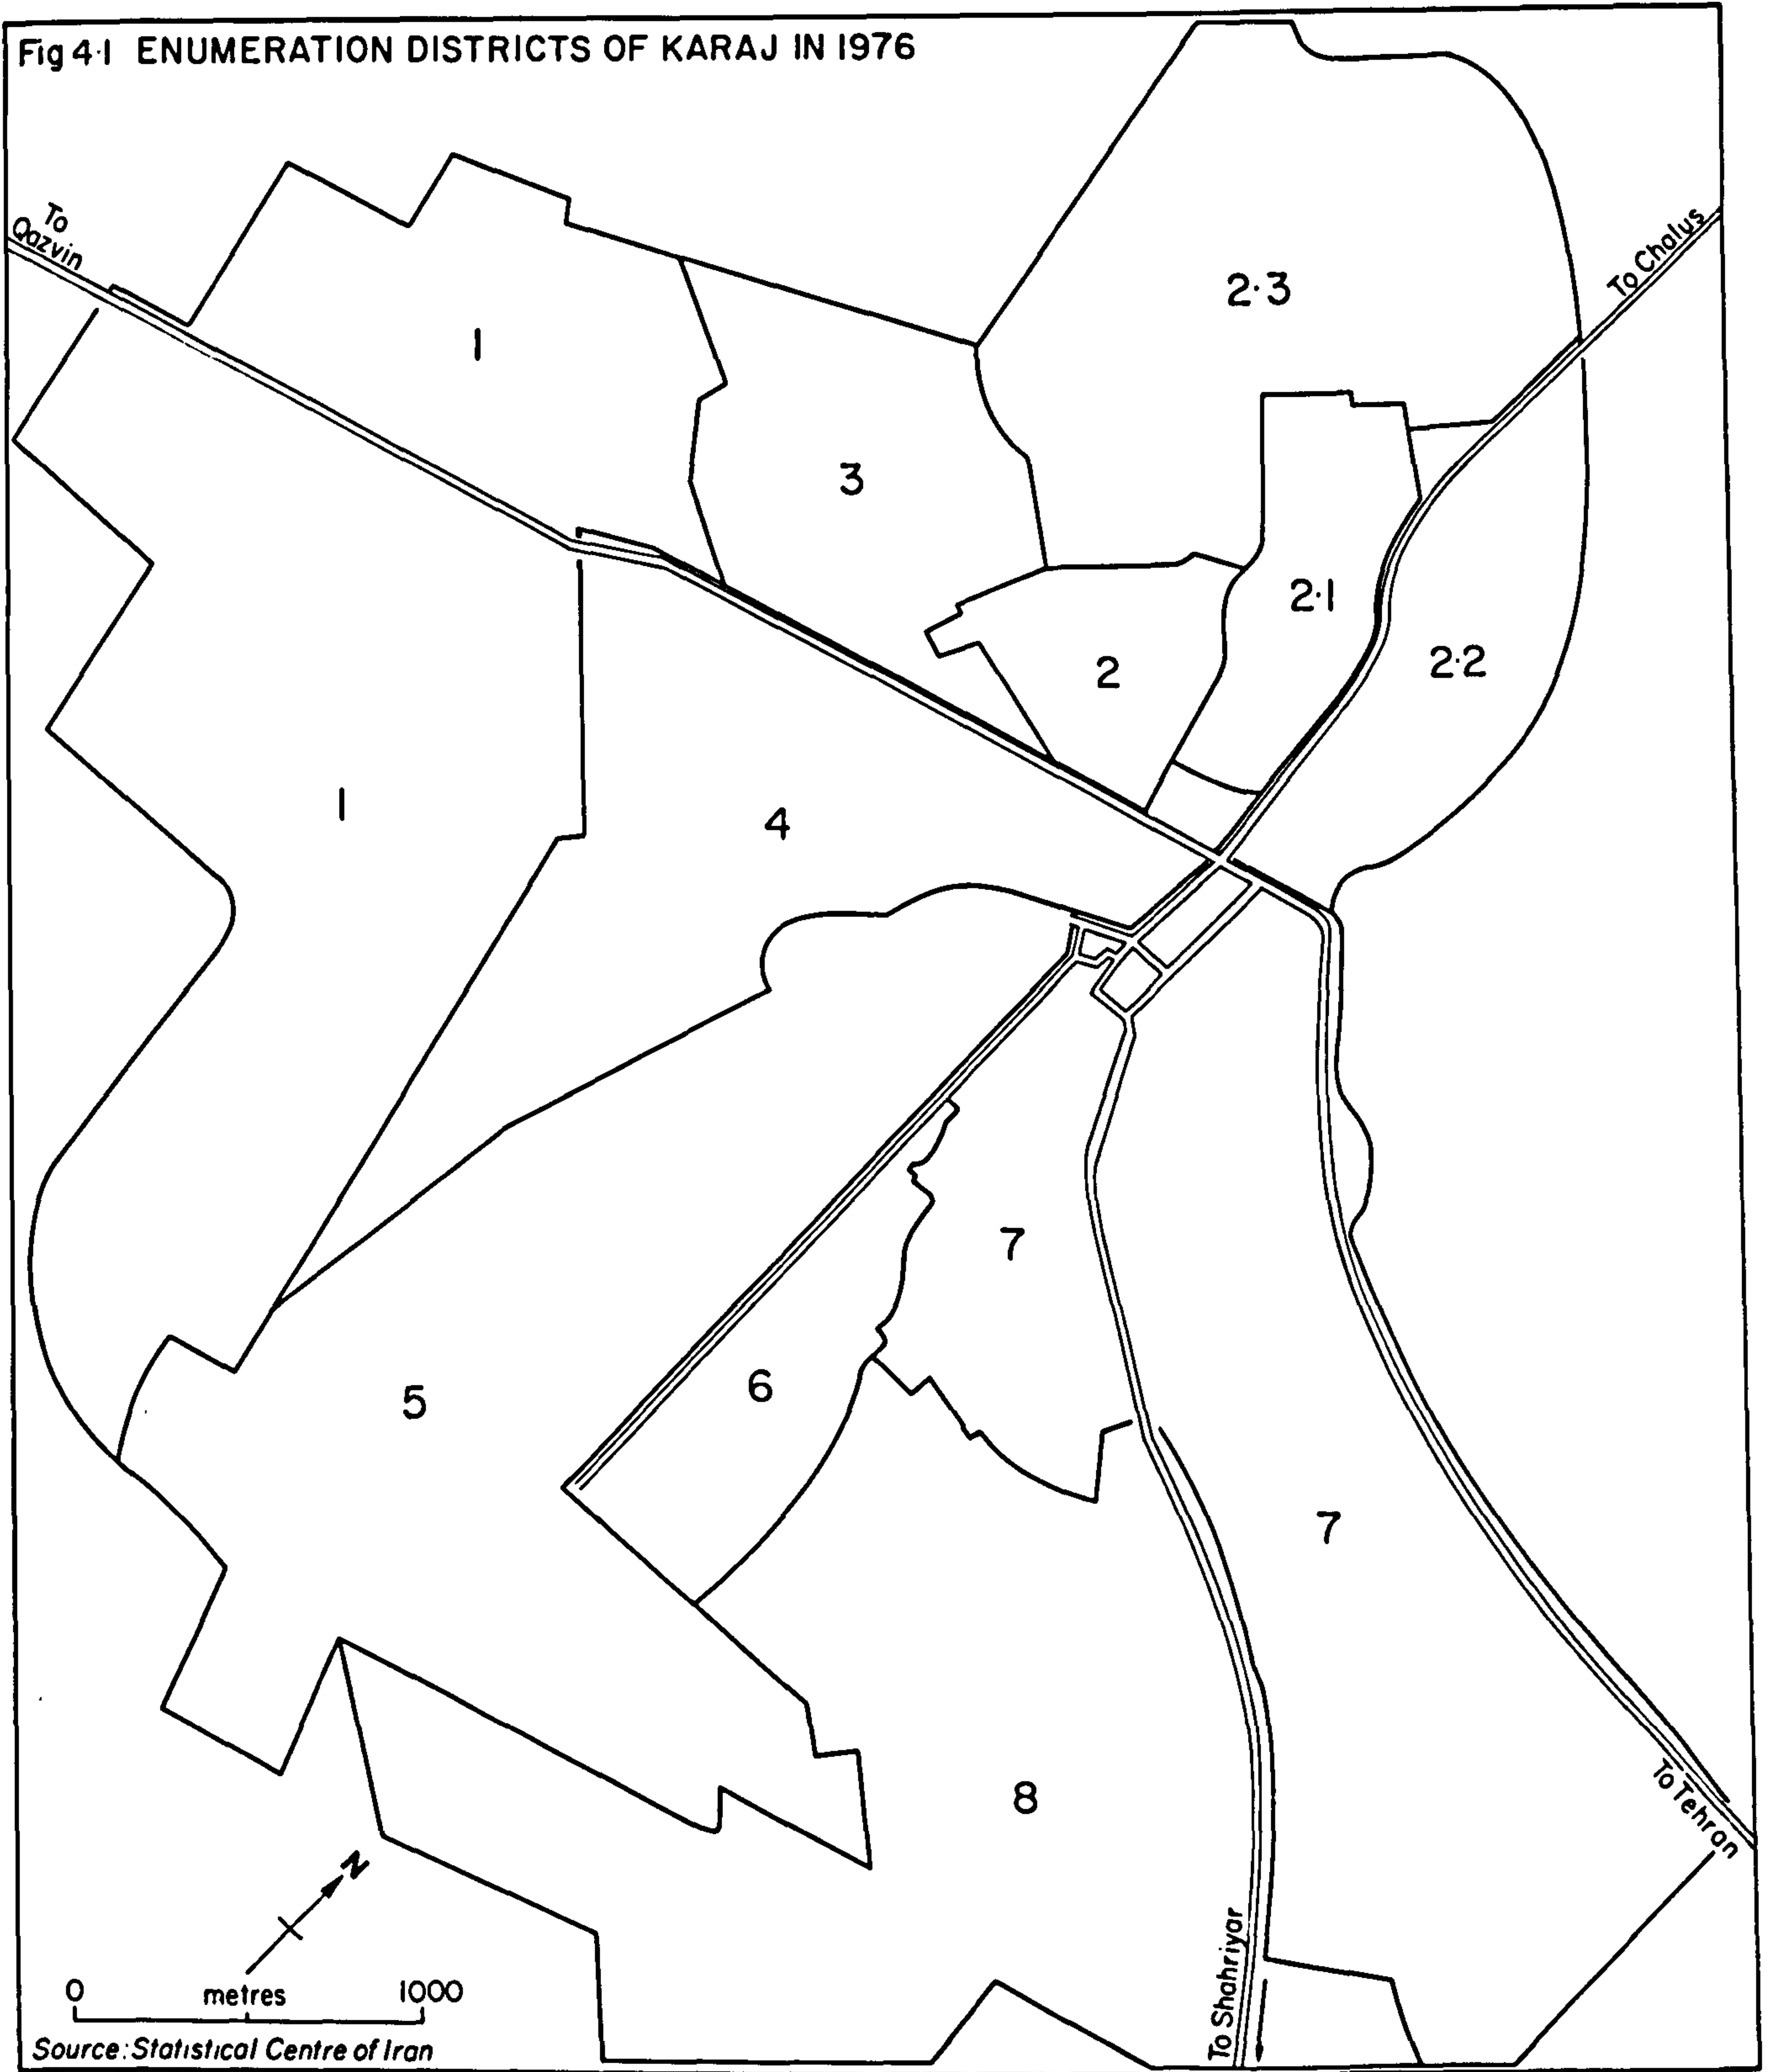 Fig 4·1 ENUMERATION DISTRICTS OF KARAJ IN 1976
To
Qazvin
To Chalus
2·3
1
3
2·1
2
2·2
1
4
7
5
6
7
8
To Tehran
N
To Shahriyar
0 metres 1000
Source: Statistical Centre of Iran